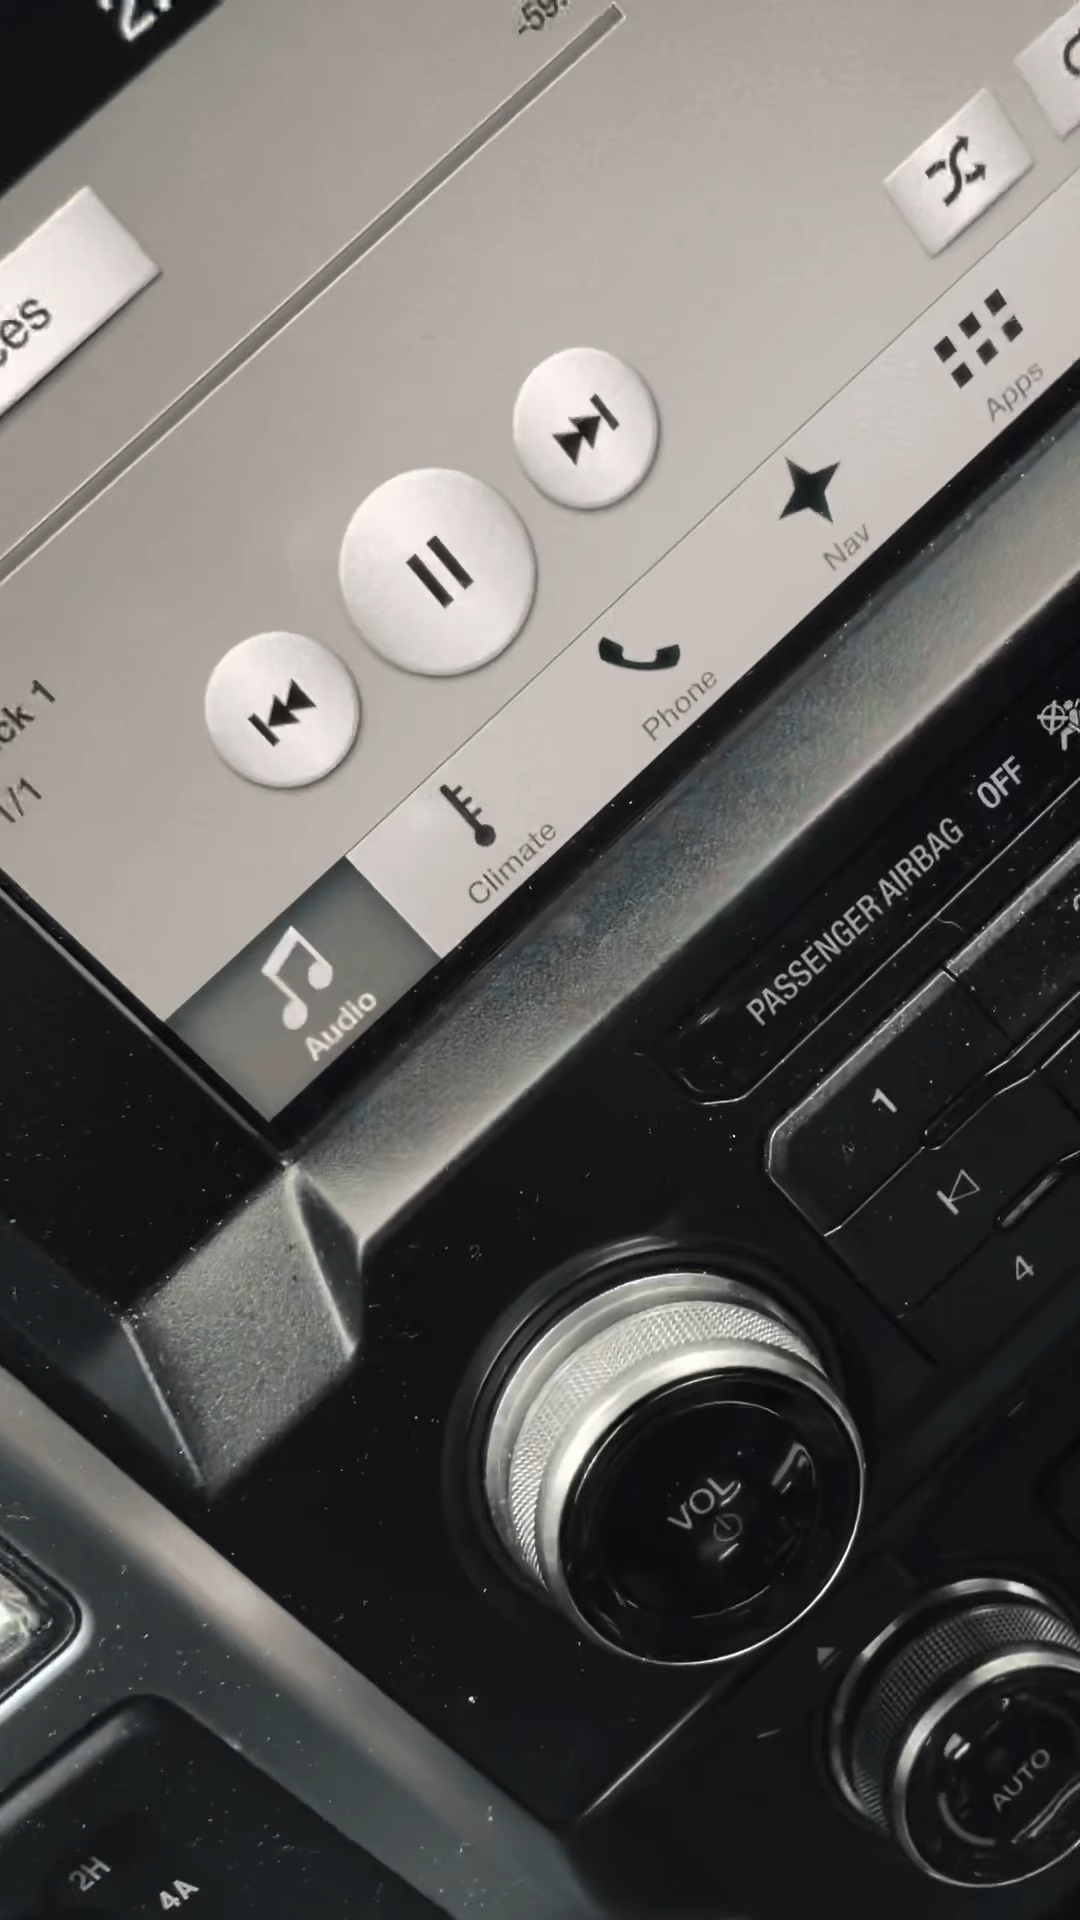 -59
ces
ck 1
1/1
Apps
Nav
Phone
Climate
Audio
PASSENGER AIRBAG OFF
1
4
VOL
AUTO
2H
4A